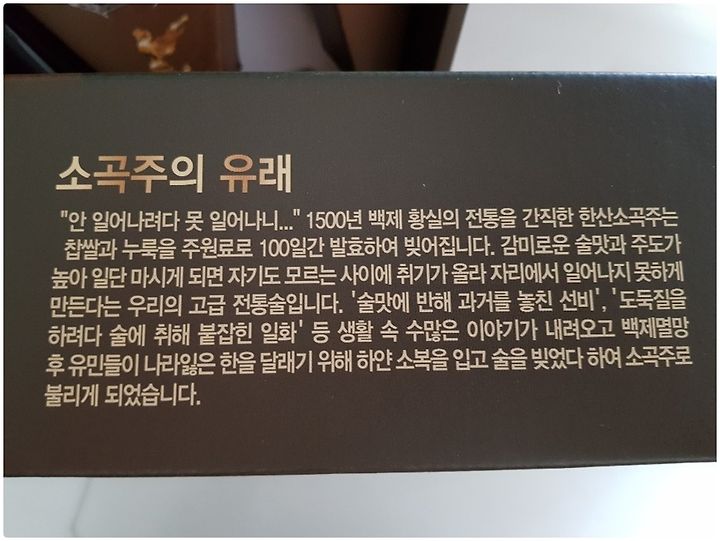 소곡주의 유래
"안 일어나려다 못 일어나니..." 1500년 백제 황실의 전통을 간직한 한산소곡주는
찹쌀과 누룩을 주원료로 100일간 발효하여 빚어집니다. 감미로운 술맛과 주도가
높아 일단 마시게 되면 자기도 모르는 사이에 취기가 올라 자리에서 일어나지 못하게
만든다는 우리의 고급 전통술입니다. '술맛에 반해 과거를 놓친 선비', '도둑질을
하려다 술에 취해 붙잡힌 일화' 등 생활 속 수많은 이야기가 내려오고 백제멸망
후 유민들이 나라잃은 한을 달래기 위해 하얀 소복을 입고 술을 빚었다 하여 소곡주로
불리게 되었습니다.